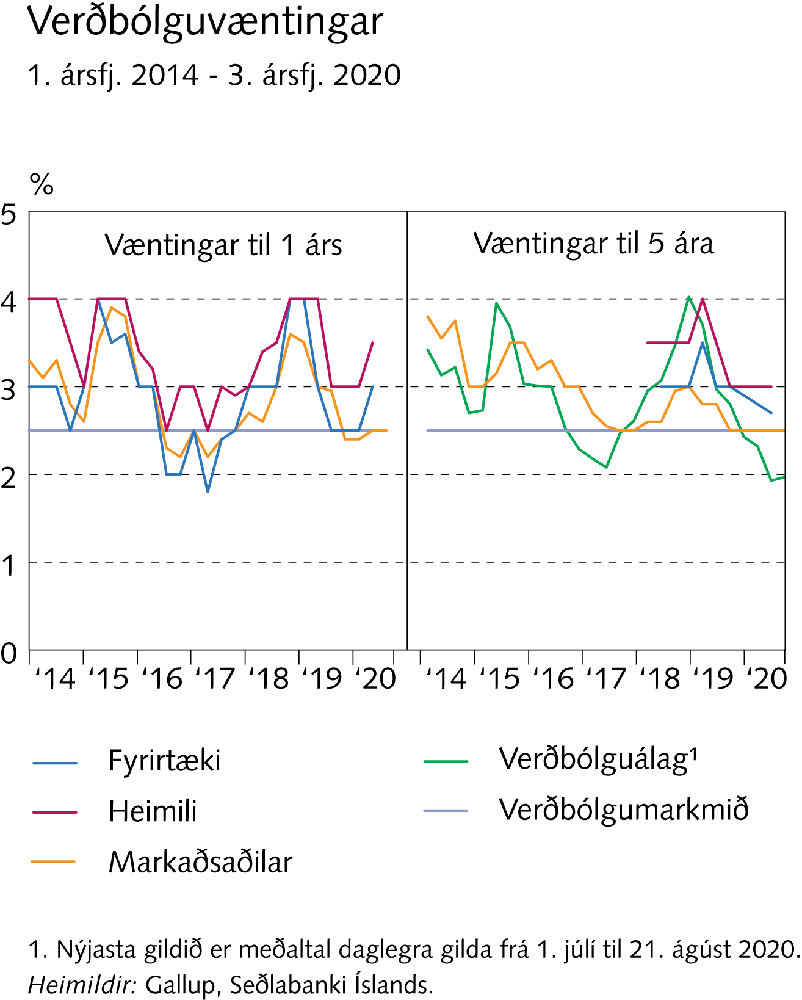 Verðbólguvæntingar
1. ársfj. 2014 - 3. ársfj. 2020
%
5
4
3
2
1
0
Væntingar til 1 árs
Væntingar til 5 ára
‘14 ‘15 ‘16 ‘17 ‘18 ‘19 ‘20
‘14 ‘15 ‘16 ‘17 ‘18 ‘19 ‘20
Fyrirtæki
Heimili
Markaðsaðilar
Verðbólguálag¹
Verðbólgumarkmið
1. Nýjasta gildið er meðaltal daglegra gilda frá 1. júlí til 21. ágúst 2020.
Heimildir: Gallup, Seðlabanki Íslands.